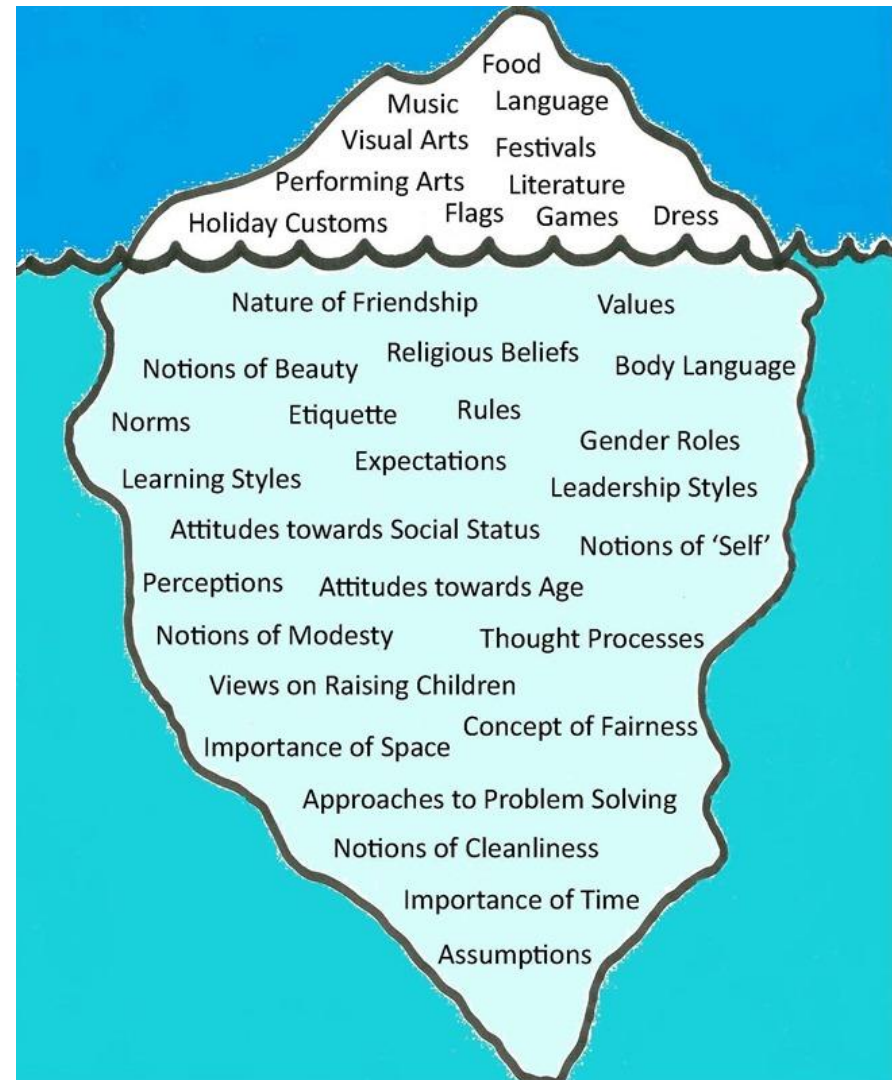 Food
Music Language
Visual Arts Festivals
Performing Arts Literature
Holiday Customs Flags Games Dress
Nature of Friendship Values
Notions of Beauty Religious Beliefs Body Language
Norms Etiquette Rules
Gender Roles
Learning Styles Expectations Leadership Styles
Attitudes towards Social Status Notions of ‘Self’
Perceptions Attitudes towards Age
Notions of Modesty Thought Processes
Views on Raising Children
Importance of Space Concept of Fairness
Approaches to Problem Solving
Notions of Cleanliness
Importance of Time
Assumptions